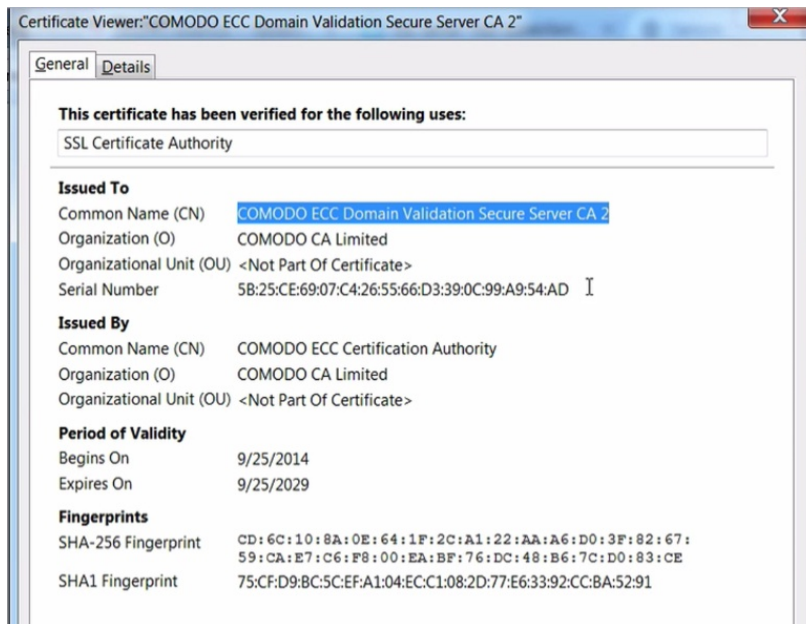 Certificate Viewer:"COMODO ECC Domain Validation Secure Server CA 2"
General Details
This certificate has been verified for the following uses:
SSL Certificate Authority
Issued To
Common Name (CN) COMODO ECC Domain Validation Secure Server CA 2
Organization (O) COMODO CA Limited
Organizational Unit (OU) <Not Part Of Certificate>
Serial Number 5B:25:CE:69:07:C4:26:55:66:D3:39:0C:99:A9:54:AD
Issued By
Common Name (CN) COMODO ECC Certification Authority
Organization (O) COMODO CA Limited
Organizational Unit (OU) <Not Part Of Certificate>
Period of Validity
Begins On 9/25/2014
Expires On 9/25/2029
Fingerprints
SHA-256 Fingerprint CD:6C:10:8A:0E:64:1F:2C:A1:22:AA:A6:D0:3F:82:67:
59:CA:E7:C6:F8:00:EA:BF:76:DC:48:B6:7C:D0:83:CE
SHA1 Fingerprint 75:CF:D9:BC:5C:EF:A1:04:EC:C1:08:2D:77:E6:33:92:CC:BA:52:91